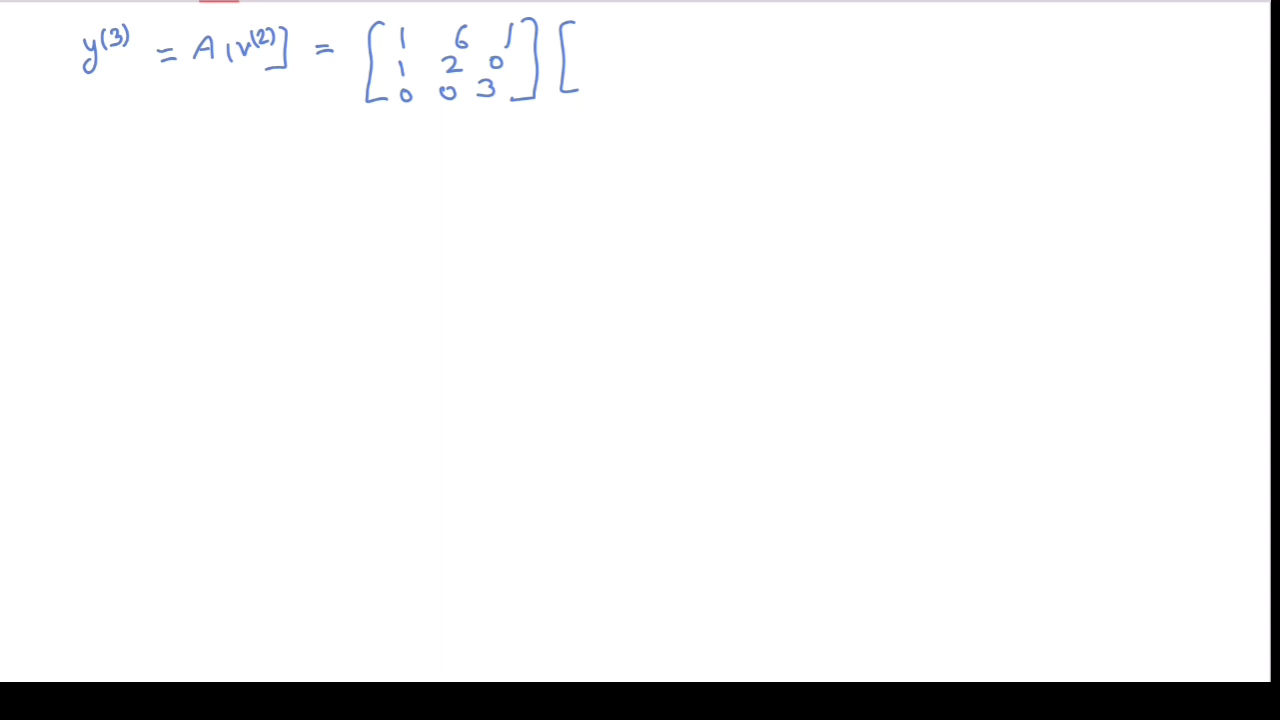 y⁽³⁾ = A [v⁽²⁾] = [ 1 6 1 ] [
1 2 0
0 0 3